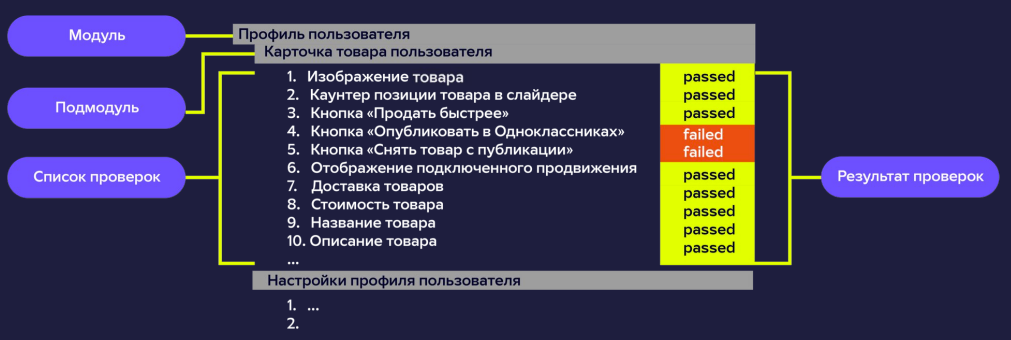 Модуль
Профиль пользователя
Карточка товара пользователя
Подмодуль
Список проверок
1. Изображение товара passed
2. Каунтер позиции товара в слайдере passed
3. Кнопка «Продать быстрее» passed
4. Кнопка «Опубликовать в Одноклассниках» failed
5. Кнопка «Снять товар с публикации» failed
6. Отображение подключенного продвижения passed
7. Доставка товаров passed
8. Стоимость товара passed
9. Название товара passed
10. Описание товара passed
...
Результат проверок
Настройки профиля пользователя
1. ...
2.